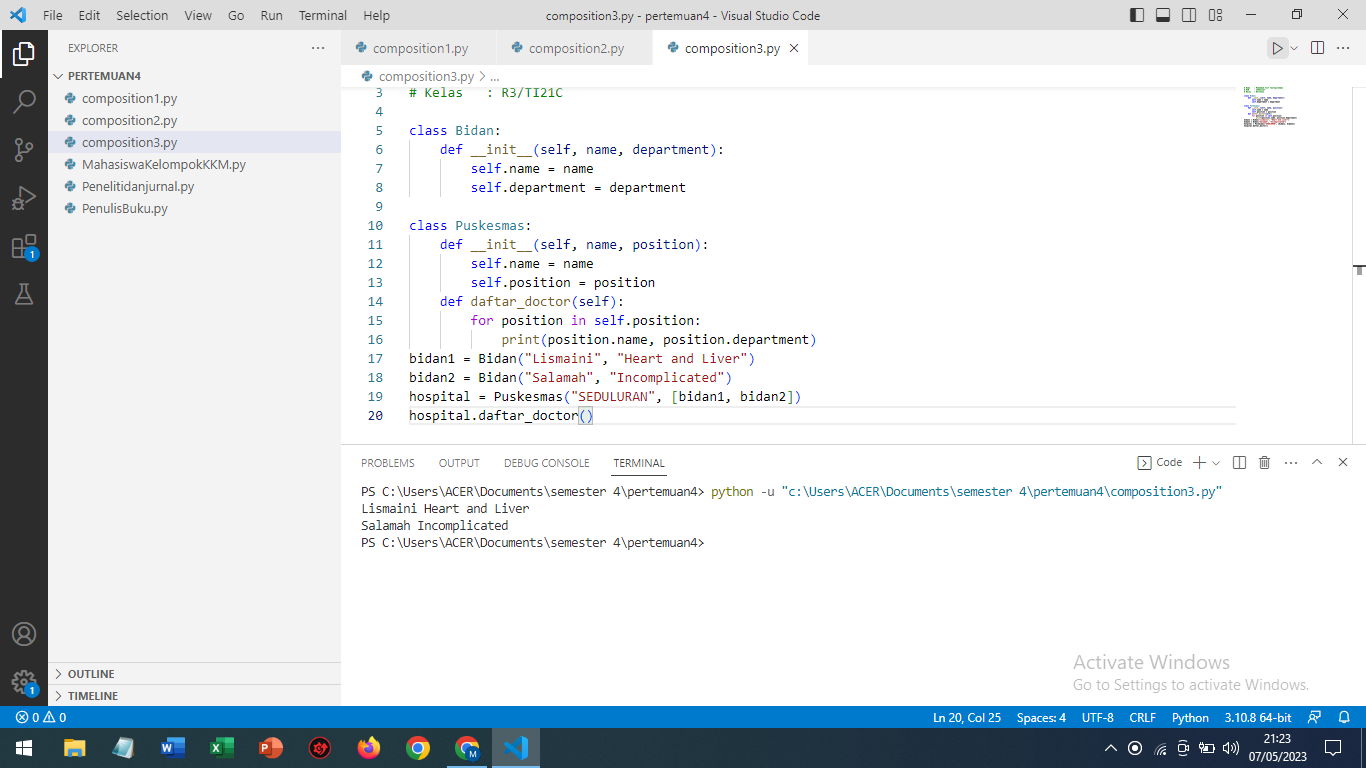 File Edit Selection View Go Run Terminal Help
composition3.py - pertemuan4 - Visual Studio Code
EXPLORER
PERTEMUAN4
composition1.py
composition2.py
composition3.py
MahasiswaKelompokKKM.py
Penelitidanjurnal.py
PenulisBuku.py
OUTLINE
TIMELINE
1
1
composition1.py composition2.py composition3.py
composition3.py > ...
3 # Kelas : R3/TI21C
4
5 class Bidan:
6 def __init__(self, name, department):
7 self.name = name
8 self.department = department
9
10 class Puskesmas:
11 def __init__(self, name, position):
12 self.name = name
13 self.position = position
14 def daftar_doctor(self):
15 for position in self.position:
16 print(position.name, position.department)
17 bidan1 = Bidan("Lismaini", "Heart and Liver")
18 bidan2 = Bidan("Salamah", "Incomplicated")
19 hospital = Puskesmas("SEDULURAN", [bidan1, bidan2])
20 hospital.daftar_doctor()
PROBLEMS OUTPUT DEBUG CONSOLE TERMINAL
Code
PS C:\Users\ACER\Documents\semester 4\pertemuan4> python -u "c:\Users\ACER\Documents\semester 4\pertemuan4\composition3.py"
Lismaini Heart and Liver
Salamah Incomplicated
PS C:\Users\ACER\Documents\semester 4\pertemuan4>
Activate Windows
Go to Settings to activate Windows.
0 0
Ln 20, Col 25 Spaces: 4 UTF-8 CRLF Python 3.10.8 64-bit
21:23
07/05/2023